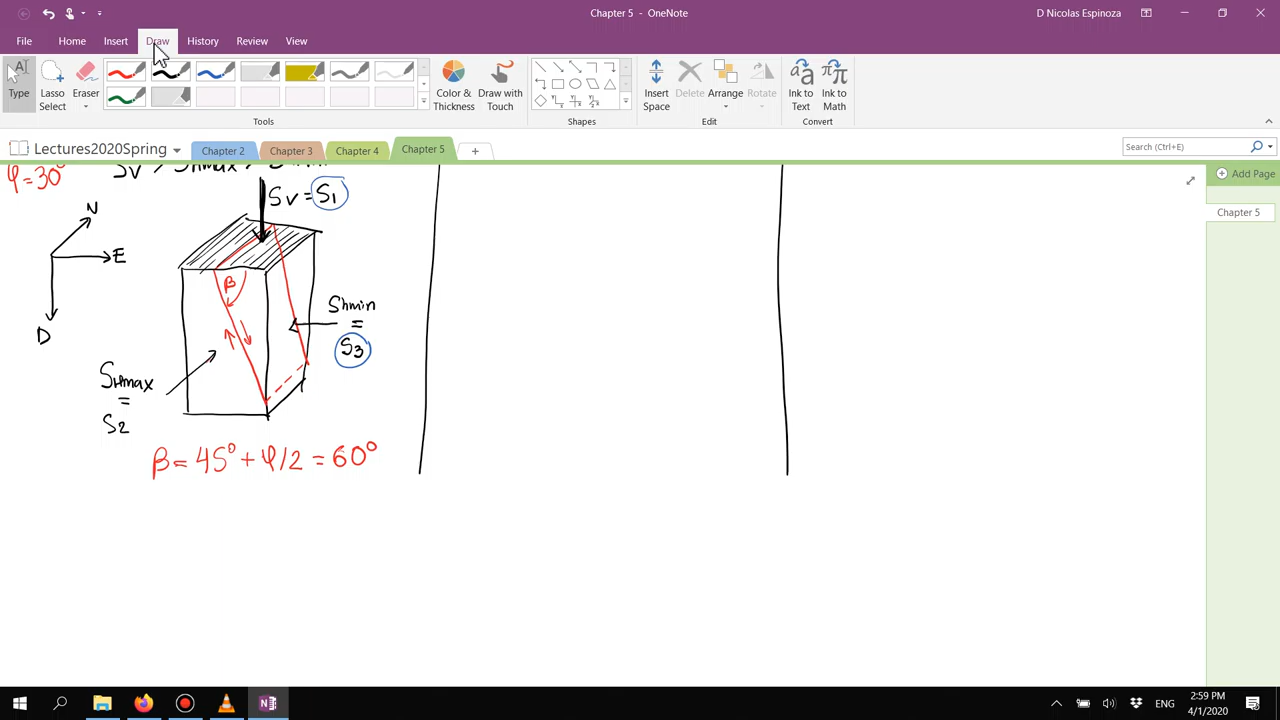 Chapter 5 - OneNote
D Nicolas Espinoza
File Home Insert Draw History Review View
Type
Lasso Select
Eraser
Color & Thickness
Draw with Touch
Insert Space
Delete
Arrange
Rotate
Ink to Text
Ink to Math
Tools
Shapes
Edit
Convert
Lectures2020Spring
Chapter 2
Chapter 3
Chapter 4
Chapter 5
Search (Ctrl+E)
Add Page
Chapter 5
φ=30°
Sv > SHmax >
Sv = S1
N
E
D
β
Shmin
=
S3
SHmax
=
S2
β = 45° + φ/2 = 60°
ENG
2:59 PM
4/1/2020